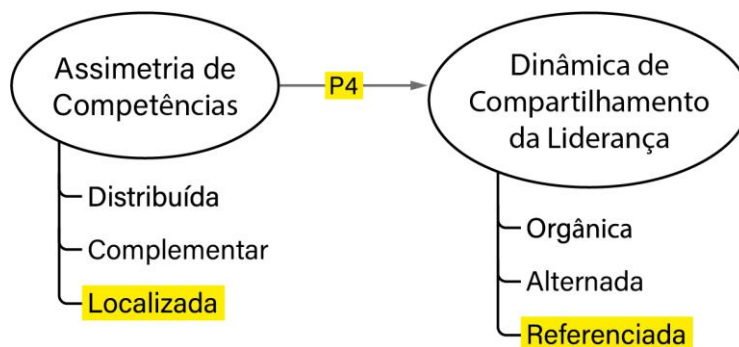 Assimetria de
Competências
P4
Dinâmica de
Compartilhamento
da Liderança
Distribuída
Complementar
Localizada
Orgânica
Alternada
Referenciada